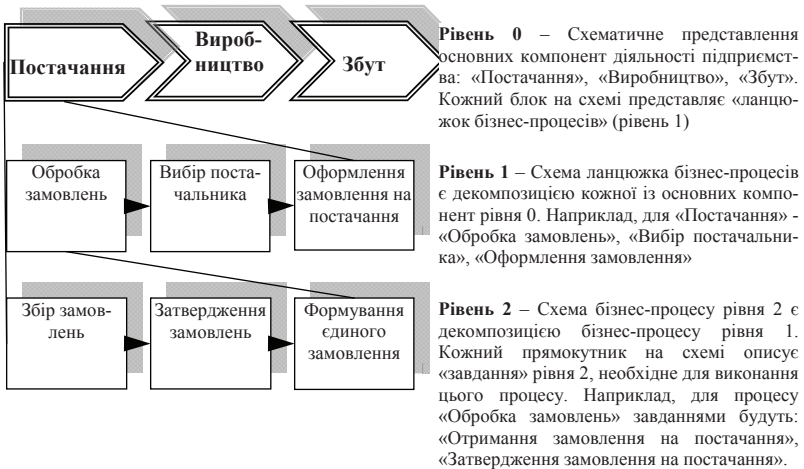 Постачання
Вироб-
ництво
Збут
Рівень 0 – Схематичне представлення
основних компонент діяльності підприємст-
ва: «Постачання», «Виробництво», «Збут».
Кожний блок на схемі представляє «ланцю-
жок бізнес-процесів» (рівень 1)
Обробка
замовлень
Вибір поста-
чальника
Оформлення
замовлення на
постачання
Рівень 1 – Схема ланцюжка бізнес-процесів
є декомпозицією кожної із основних компо-
нент рівня 0. Наприклад, для «Постачання» -
«Обробка замовлень», «Вибір постачальни-
ка», «Оформлення замовлення»
Збір замов-
лень
Затвердження
замовлень
Формування
єдиного
замовлення
Рівень 2 – Схема бізнес-процесу рівня 2 є
декомпозицією бізнес-процесу рівня 1.
Кожний прямокутник на схемі описує
«завдання» рівня 2, необхідне для виконання
цього процесу. Наприклад, для процесу
«Обробка замовлень» завданнями будуть:
«Отримання замовлення на постачання»,
«Затвердження замовлення на постачання».